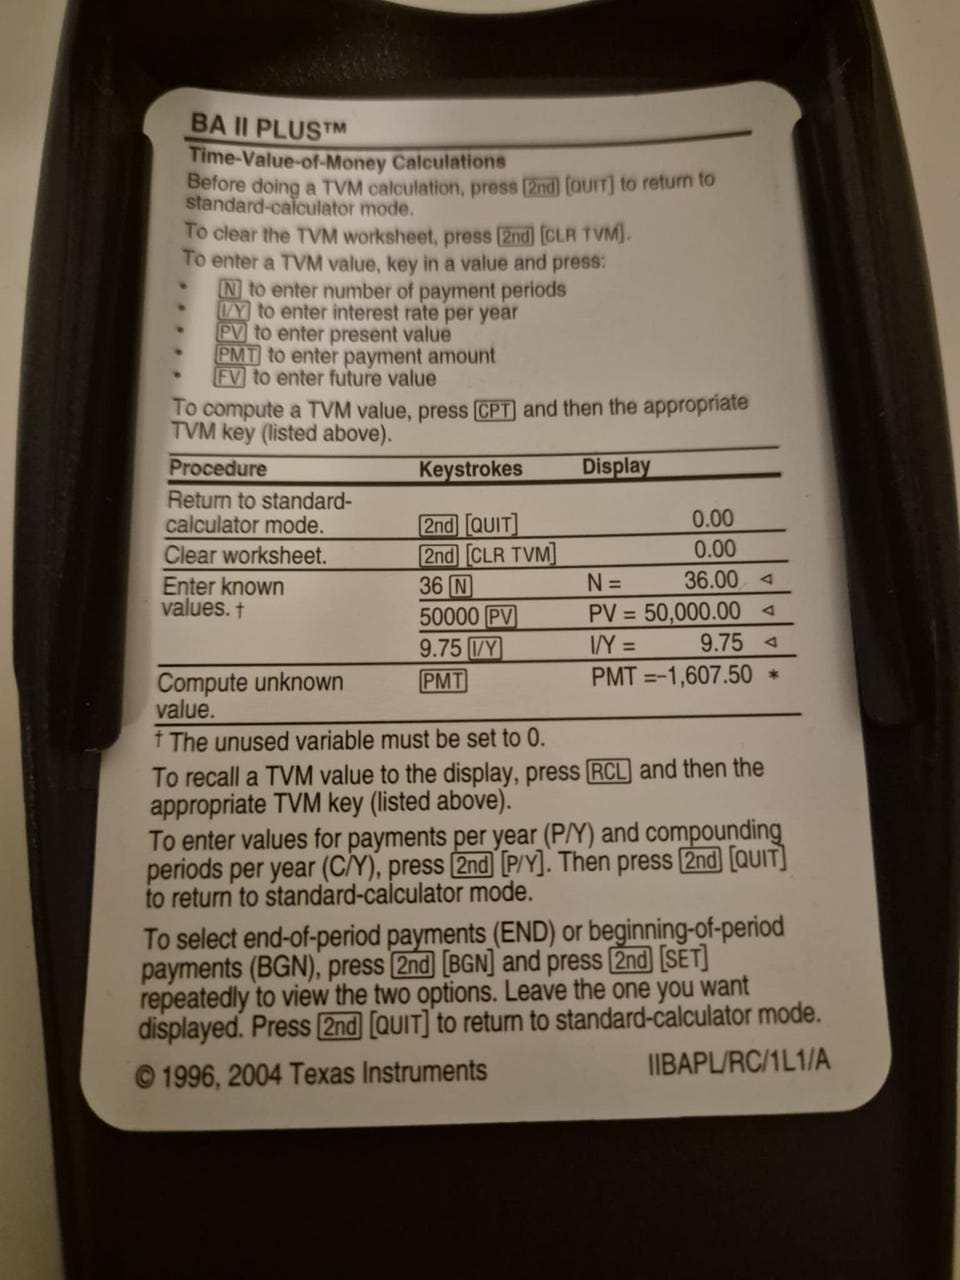 BA II PLUS™
Time-Value-of-Money Calculations
Before doing a TVM calculation, press 2nd [QUIT] to return to
standard-calculator mode.
To clear the TVM worksheet, press 2nd [CLR TVM].
To enter a TVM value, key in a value and press:
• N to enter number of payment periods
• I/Y to enter interest rate per year
• PV to enter present value
• PMT to enter payment amount
• FV to enter future value
To compute a TVM value, press CPT and then the appropriate
TVM key (listed above).
Procedure Keystrokes Display
Return to standard-
calculator mode. 2nd [QUIT] 0.00
Clear worksheet. 2nd [CLR TVM] 0.00
Enter known 36 N N = 36.00 ◁
values. † 50000 PV PV = 50,000.00 ◁
9.75 I/Y I/Y = 9.75 ◁
Compute unknown PMT PMT =-1,607.50 *
value.
† The unused variable must be set to 0.
To recall a TVM value to the display, press RCL and then the
appropriate TVM key (listed above).
To enter values for payments per year (P/Y) and compounding
periods per year (C/Y), press 2nd [P/Y]. Then press 2nd [QUIT]
to return to standard-calculator mode.
To select end-of-period payments (END) or beginning-of-period
payments (BGN), press 2nd [BGN] and press 2nd [SET]
repeatedly to view the two options. Leave the one you want
displayed. Press 2nd [QUIT] to return to standard-calculator mode.
© 1996, 2004 Texas Instruments IIBAPL/RC/1L1/A